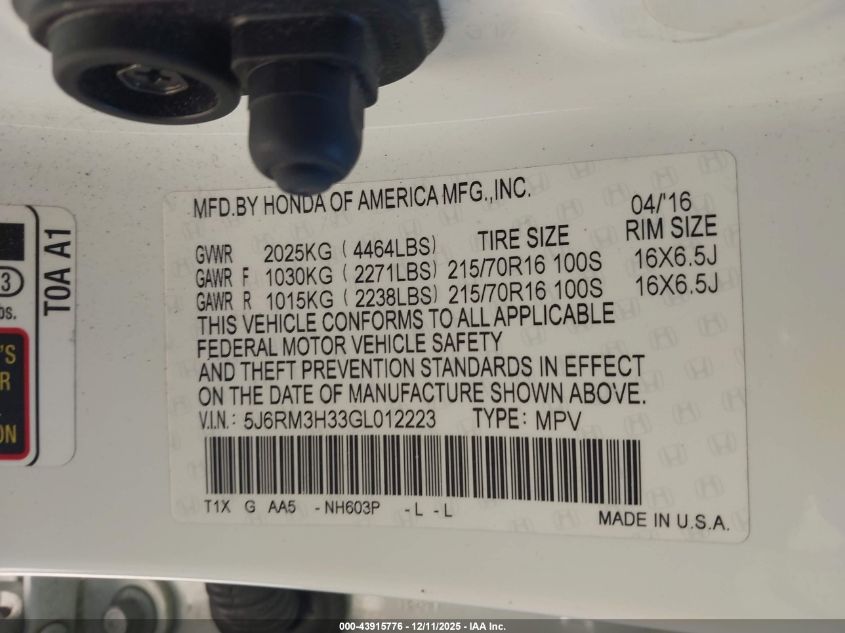 MFD.BY HONDA OF AMERICA MFG.,INC. 04/'16
TIRE SIZE RIM SIZE
GVWR 2025KG ( 4464LBS)
GAWR F 1030KG ( 2271LBS) 215/70R16 100S 16X6.5J
GAWR R 1015KG ( 2238LBS) 215/70R16 100S 16X6.5J
THIS VEHICLE CONFORMS TO ALL APPLICABLE
FEDERAL MOTOR VEHICLE SAFETY
AND THEFT PREVENTION STANDARDS IN EFFECT
ON THE DATE OF MANUFACTURE SHOWN ABOVE.
V.I.N.: 5J6RM3H33GL012223 TYPE: MPV
T1X G AA5 -NH603P -L -L
MADE IN U.S.A.
T0A A1
3
000-43915776 - 12/11/2025 - IAA Inc.